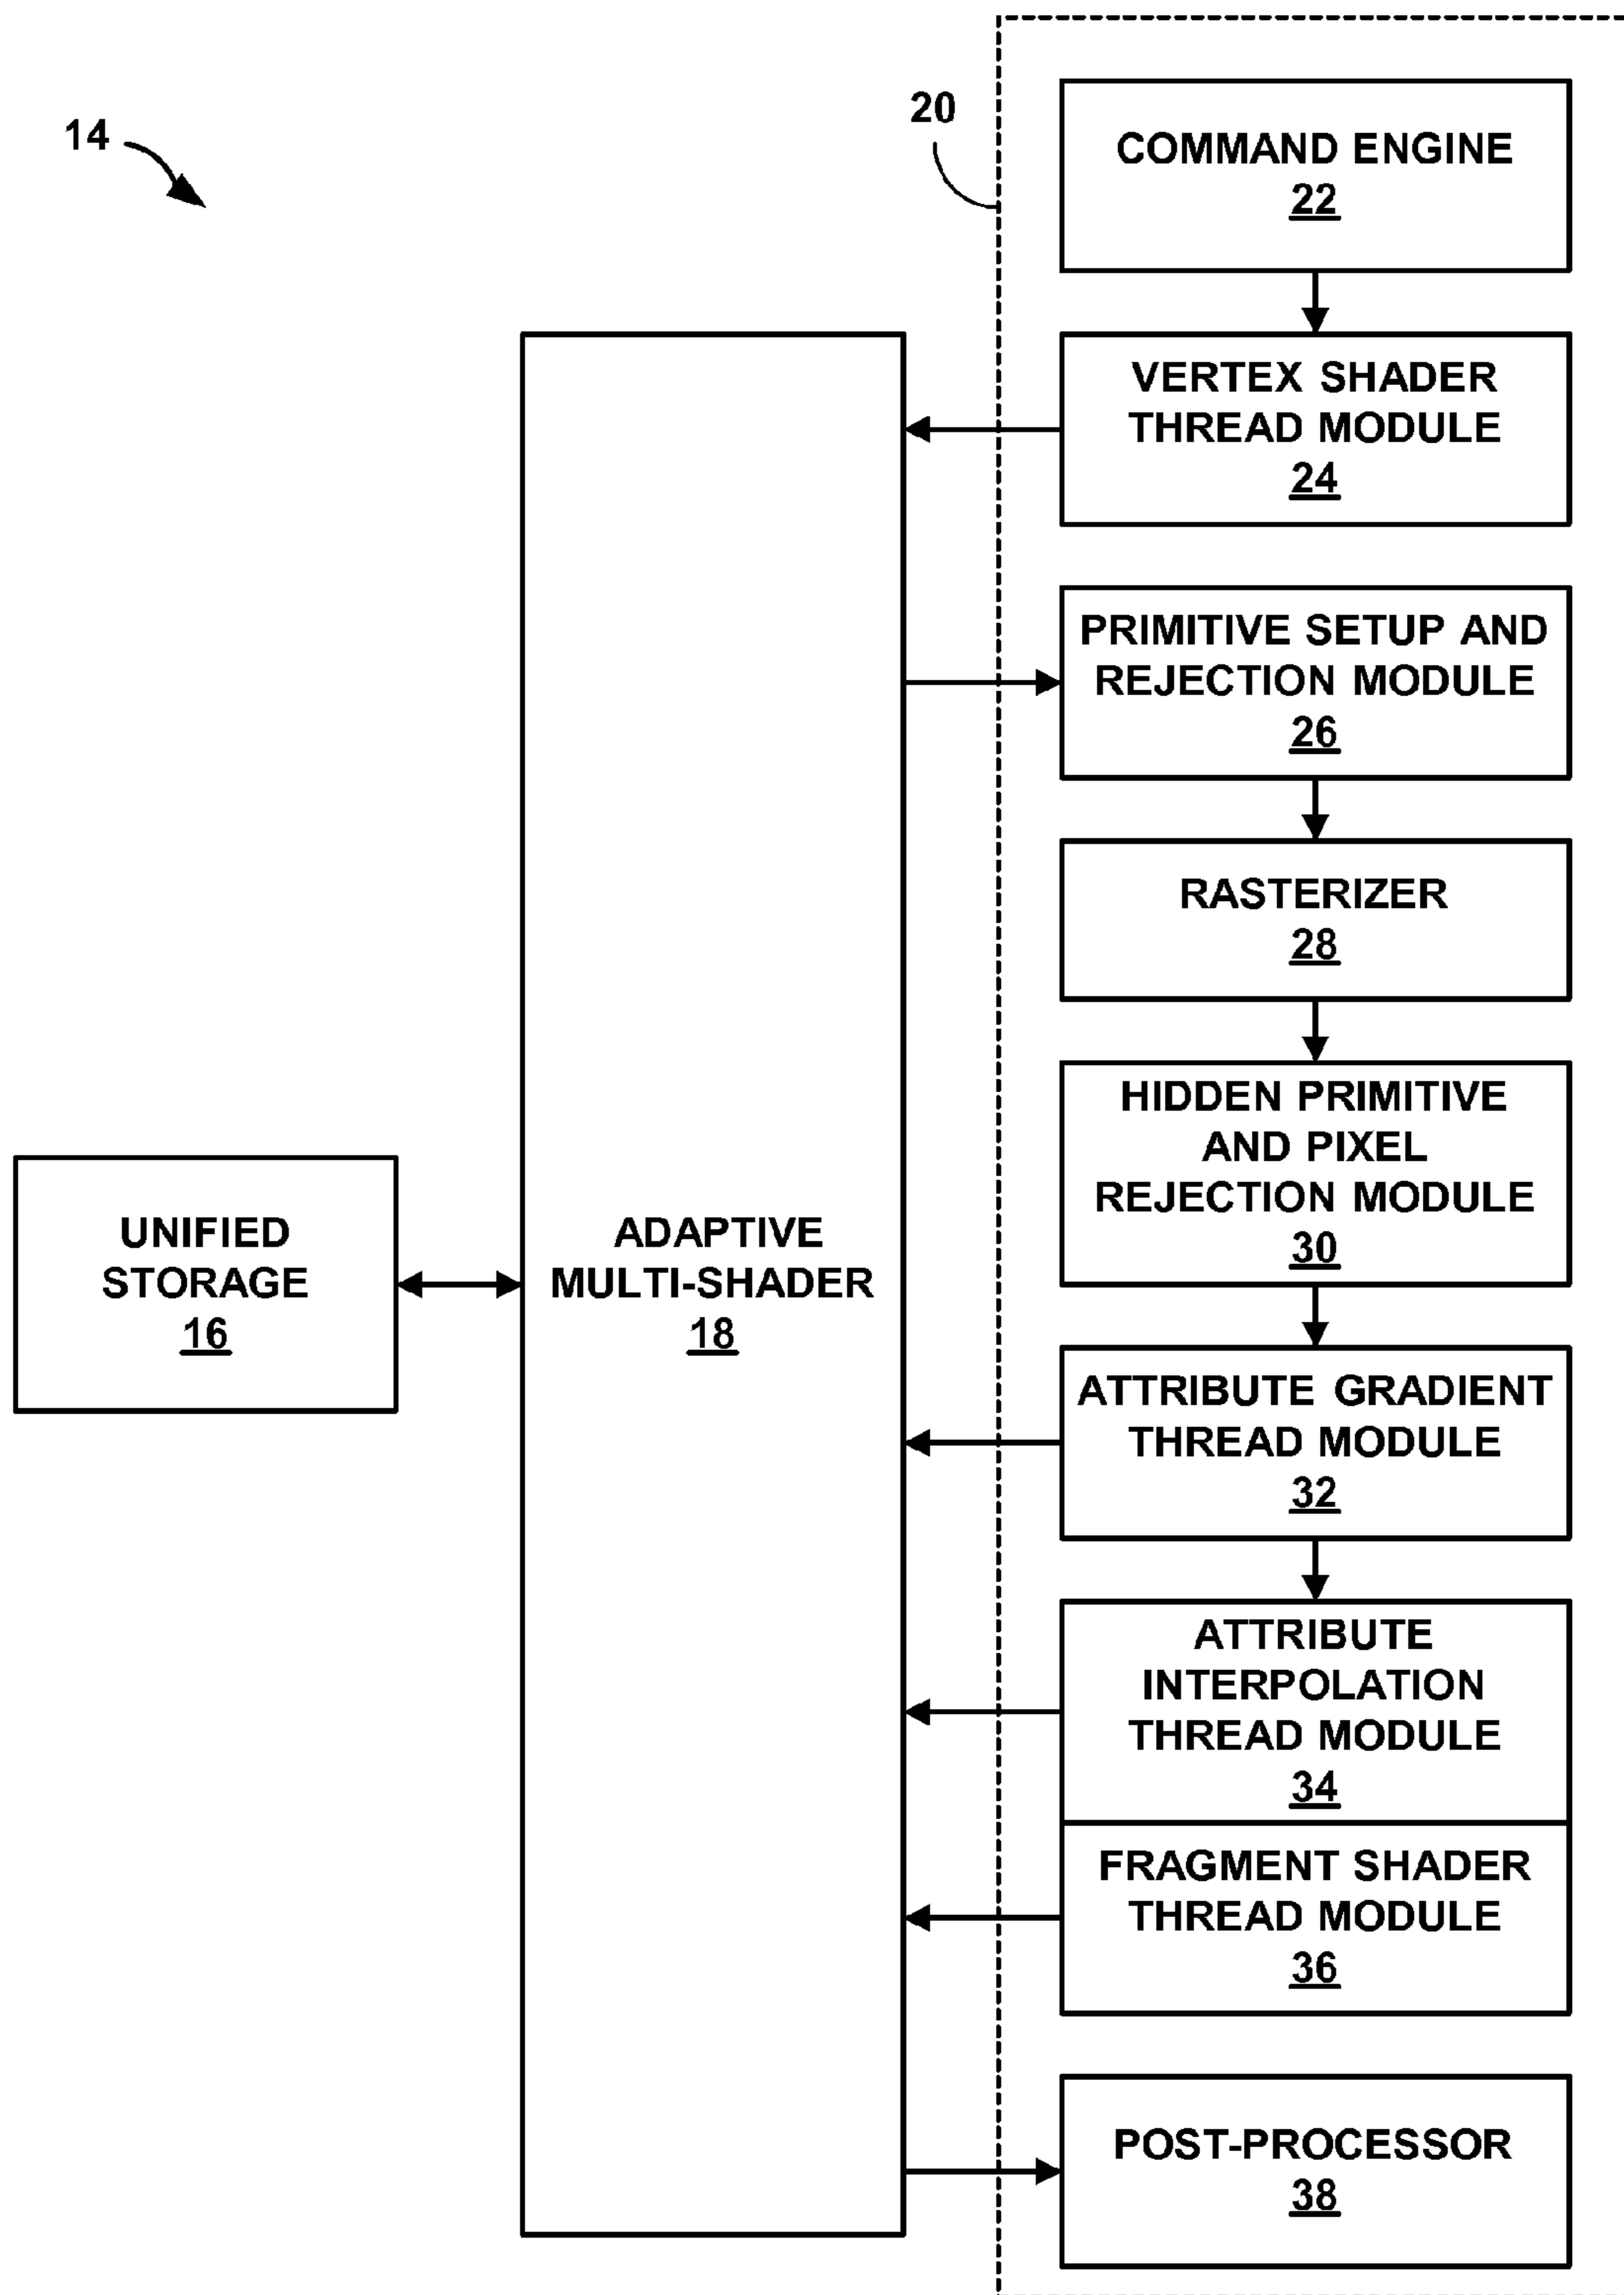 14
20
COMMAND ENGINE
22
VERTEX SHADER
THREAD MODULE
24
PRIMITIVE SETUP AND
REJECTION MODULE
26
RASTERIZER
28
HIDDEN PRIMITIVE
AND PIXEL
REJECTION MODULE
30
UNIFIED
STORAGE
16
ADAPTIVE
MULTI-SHADER
18
ATTRIBUTE GRADIENT
THREAD MODULE
32
ATTRIBUTE
INTERPOLATION
THREAD MODULE
34
FRAGMENT SHADER
THREAD MODULE
36
POST-PROCESSOR
38